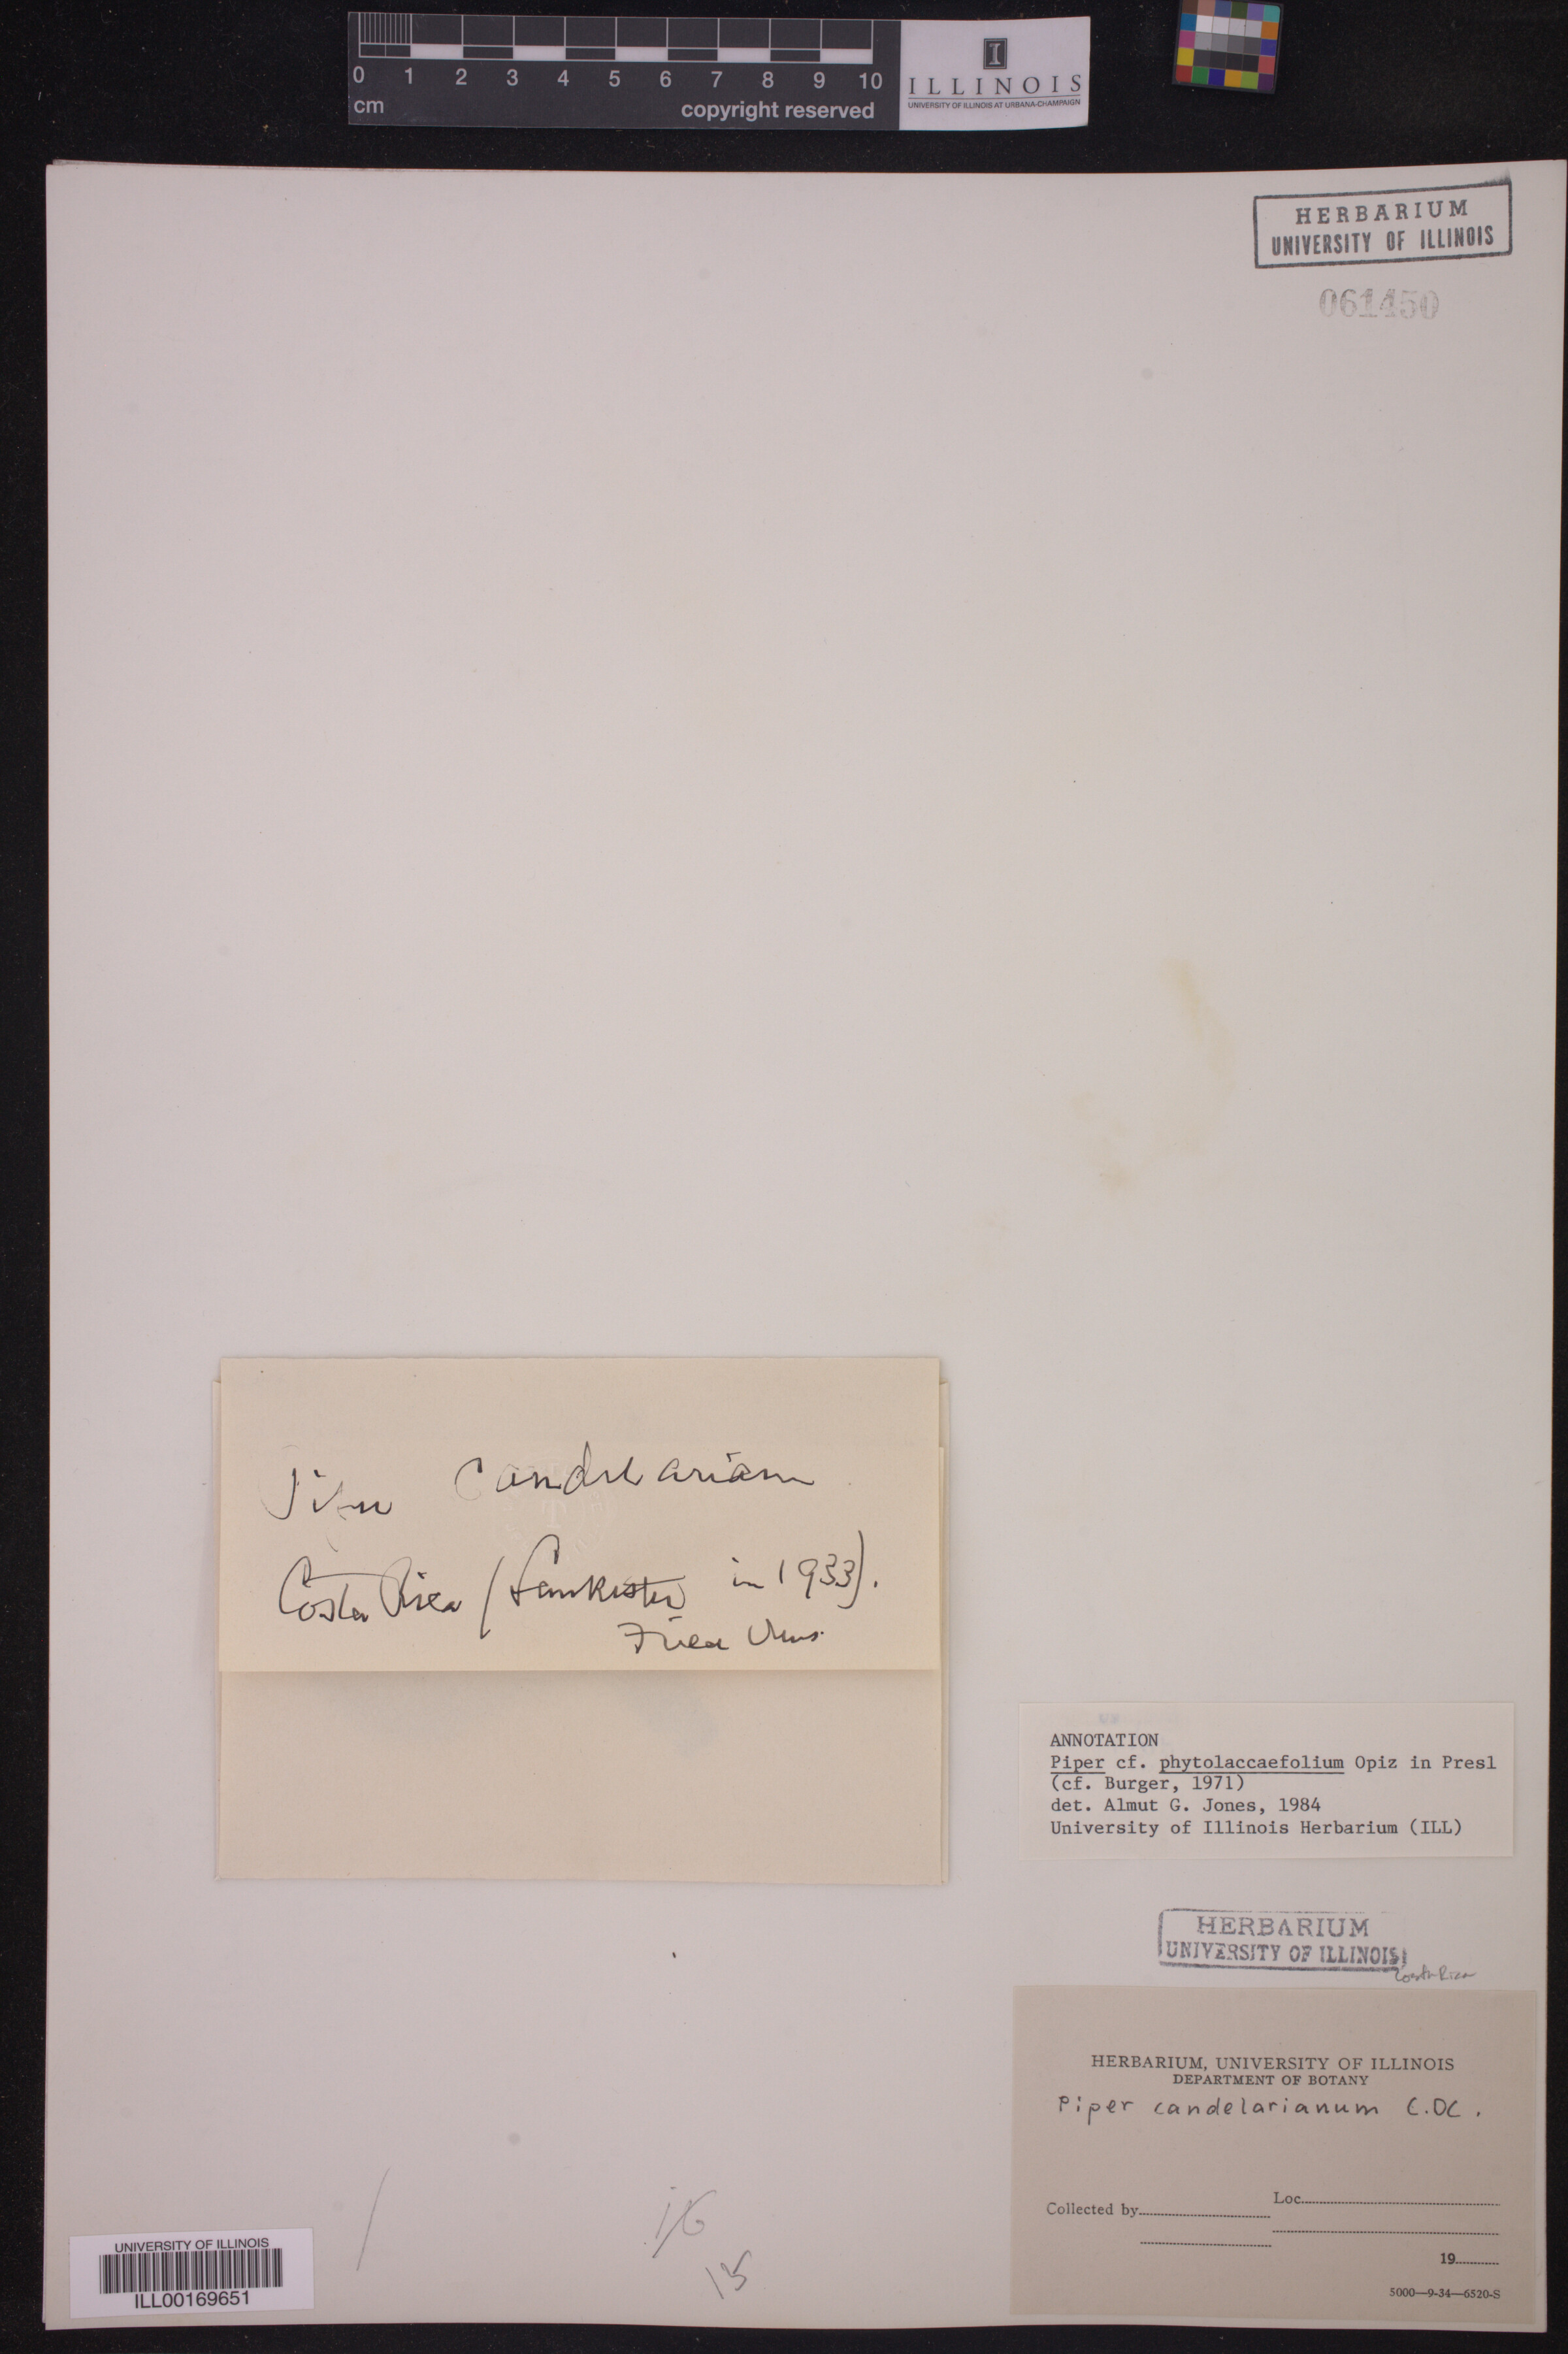 0 1 2 3 4 5 6 7 8 9 10
cm copyright reserved
I
ILLINOIS
UNIVERSITY OF ILLINOIS AT URBANA-CHAMPAIGN
HERBARIUM
UNIVERSITY OF ILLINOIS
061450
Piper Candelarianum
Costa Rica (Lankester in 1933).
Field Mus.
ANNOTATION
Piper cf. phytolaccaefolium Opiz in Presl
(cf. Burger, 1971)
det. Almut G. Jones, 1984
University of Illinois Herbarium (ILL)
HERBARIUM
UNIVERSITY OF ILLINOIS
Costa Rica
HERBARIUM, UNIVERSITY OF ILLINOIS
DEPARTMENT OF BOTANY
Piper candelarianum C.DC.
Loc.
Collected by
19
5000—9-34—6520-S
16
15
UNIVERSITY OF ILLINOIS
ILL00169651